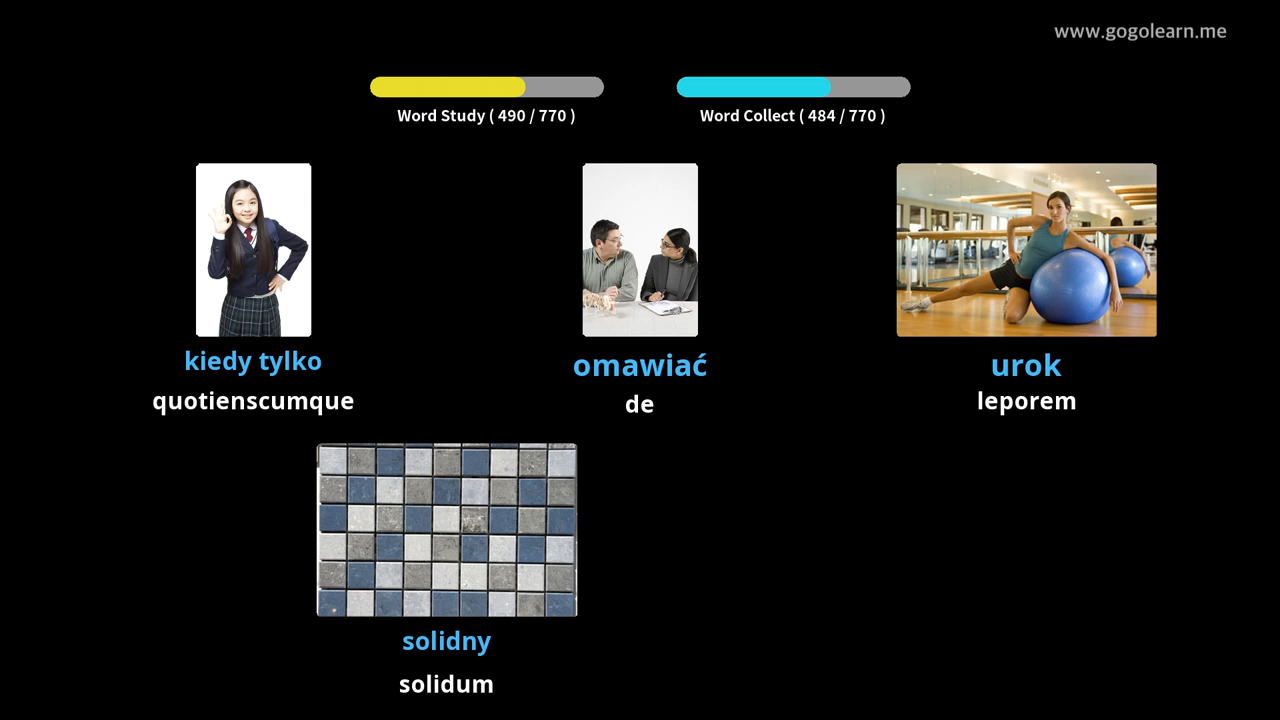 www.gogolearn.me
Word Study ( 490 / 770 )
Word Collect ( 484 / 770 )
kiedy tylko
quotienscumque
omawiać
de
urok
leporem
solidny
solidum